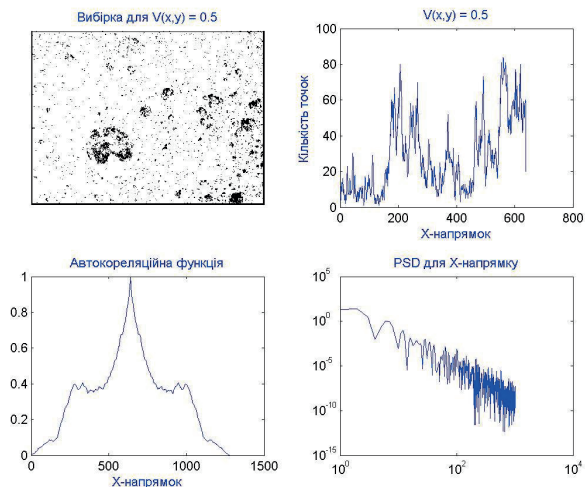 Вибірка для V(x,y) = 0.5
V(x,y) = 0.5
Кількість точок
100
80
60
40
20
0
0 200 400 600 800
X-напрямок
Автокореляційна функція
1
0.8
0.6
0.4
0.2
0
0 500 1000 1500
X-напрямок
PSD для X-напрямку
10^5
10^0
10^-5
10^-10
10^-15
10^0 10^2 10^4